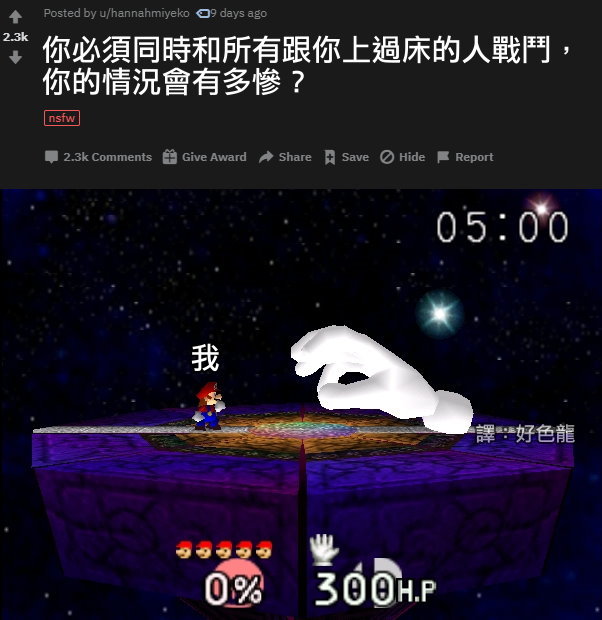 Posted by u/hannahmiyeko 9 days ago
2.3k
你必須同時和所有跟你上過床的人戰鬥，
你的情況會有多慘？
nsfw
2.3k Comments Give Award Share Save Hide Report
05:00
我
譯：好色龍
0% 300H.P